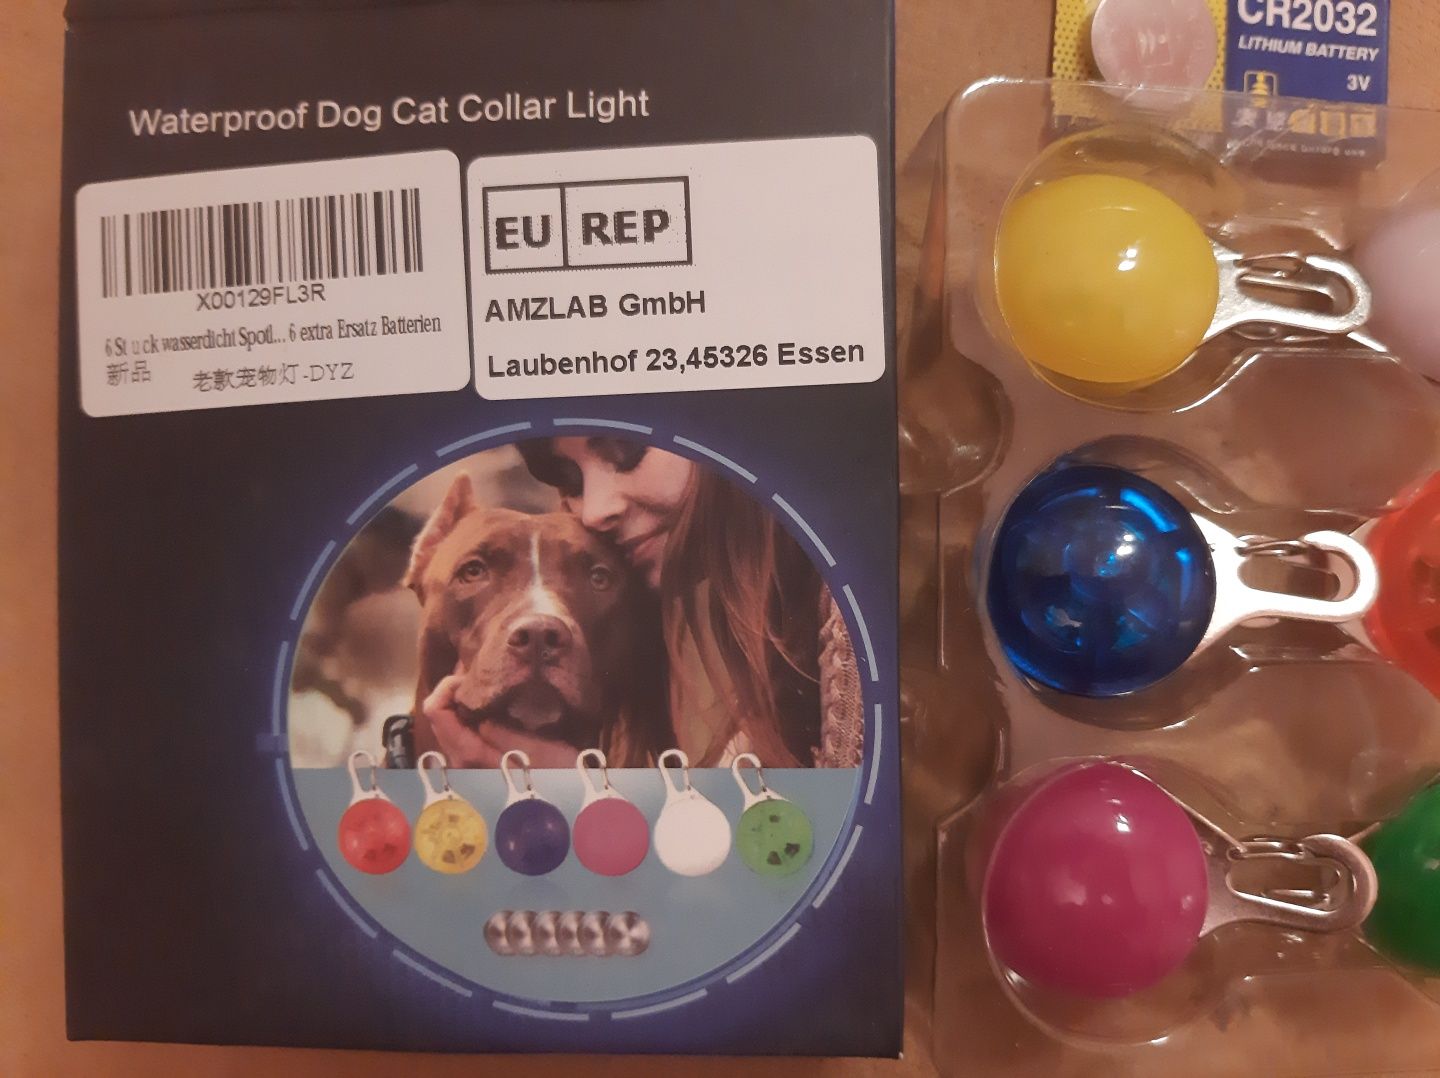 Waterproof Dog Cat Collar Light
X00129FL3R
6 St u ck wasserdicht Spotl... 6 extra Ersatz Batterien
新品
老款宠物灯-DYZ
EU REP
AMZLAB GmbH
Laubenhof 23,45326 Essen
CR2032
LITHIUM BATTERY
3V